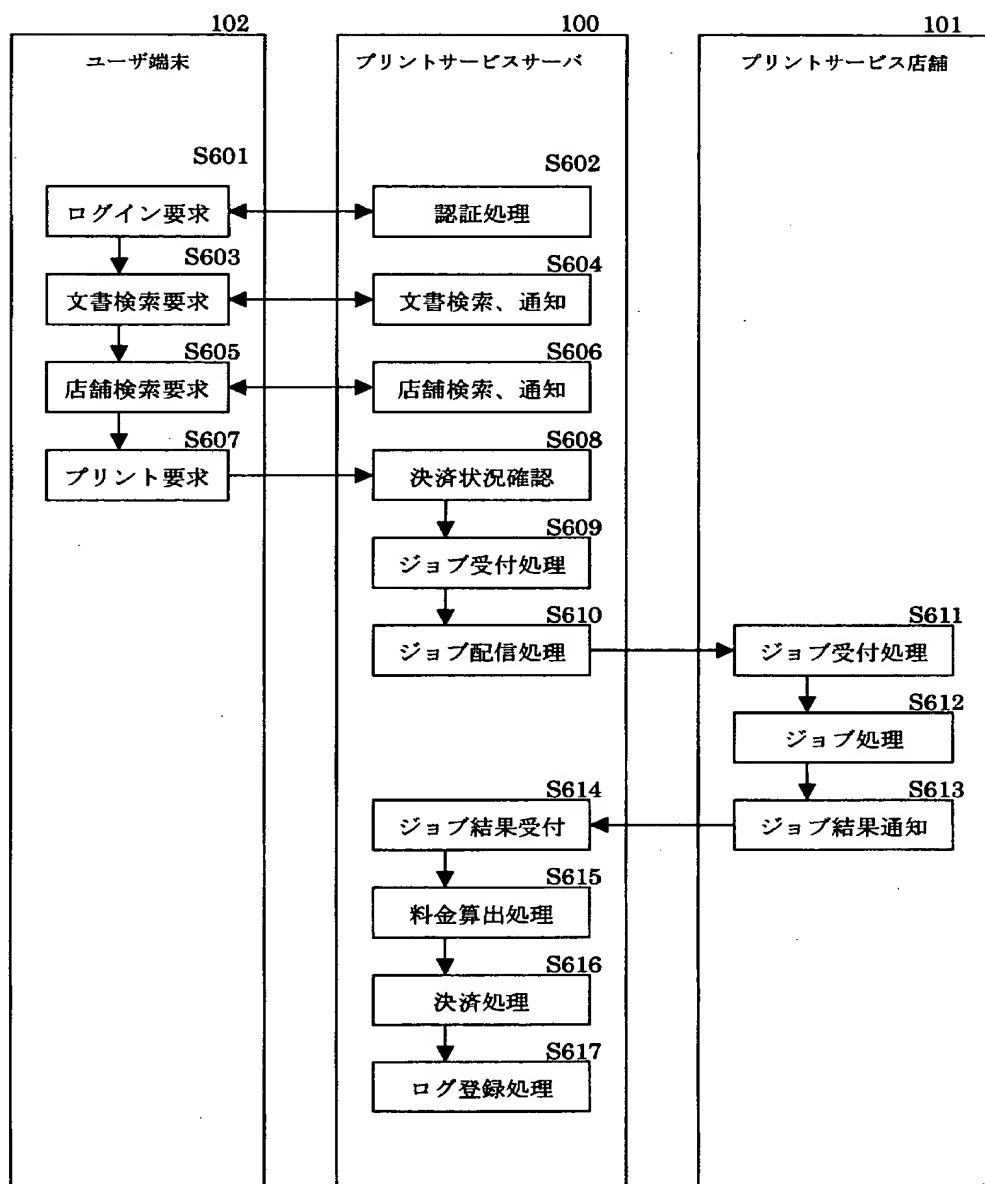 102
100
101
ユーザ端末
プリントサービスサーバ
プリントサービス店舗
S601
S602
ログイン要求
認証処理
S603
S604
文書検索要求
文書検索、通知
S605
S606
店舗検索要求
店舗検索、通知
S607
S608
プリント要求
決済状況確認
S609
ジョブ受付処理
S610
S611
ジョブ配信処理
ジョブ受付処理
S612
ジョブ処理
S614
S613
ジョブ結果受付
ジョブ結果通知
S615
料金算出処理
S616
決済処理
S617
ログ登録処理